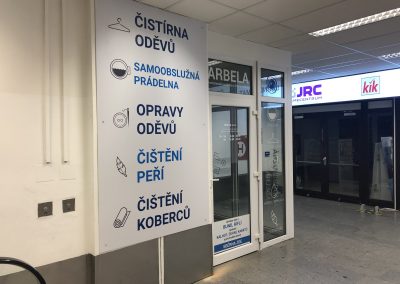 ČISTÍRNA
ODĚVŮ
SAMOOBSLUŽNÁ
PRÁDELNA
OPRAVY
ODĚVŮ
ČIŠTĚNÍ
PEŘÍ
ČIŠTĚNÍ
KOBERCŮ
ARBELA
JRC
kik